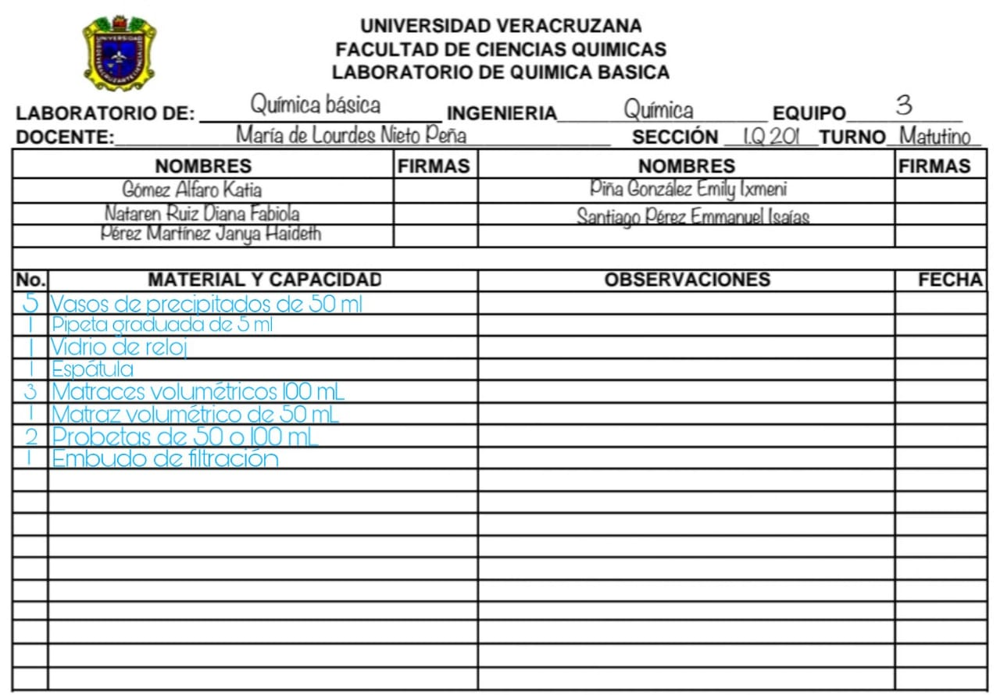 UNIVERSIDAD VERACRUZANA
FACULTAD DE CIENCIAS QUIMICAS
LABORATORIO DE QUIMICA BASICA
LABORATORIO DE: Química básica INGENIERIA Química EQUIPO 3
DOCENTE: María de Lourdes Nieto Peña SECCIÓN I.Q 201 TURNO Matutino
NOMBRES FIRMAS NOMBRES FIRMAS
Gómez Alfaro Katia Piña González Emily Ixmeni
Nataren Ruiz Diana Fabiola Santiago Pérez Emmanuel Isaías
Pérez Martínez Janya Haideth
No. MATERIAL Y CAPACIDAD OBSERVACIONES FECHA
5 Vasos de precipitados de 50 ml
1 Pipeta graduada de 5 ml
1 Vidrio de reloj
1 Espátula
3 Matraces volumétricos 100 mL
1 Matraz volumétrico de 50 mL
2 Probetas de 50 o 100 mL
1 Embudo de filtración